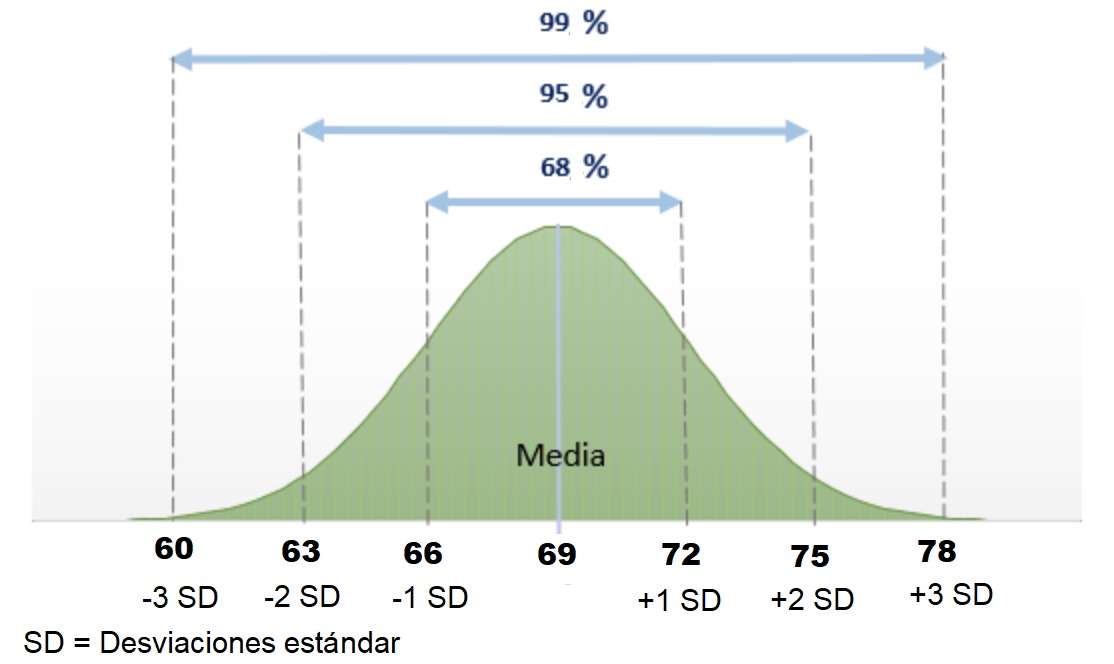 99 %
95 %
68 %
Media
60 63 66 69 72 75 78
-3 SD -2 SD -1 SD +1 SD +2 SD +3 SD
SD = Desviaciones estándar